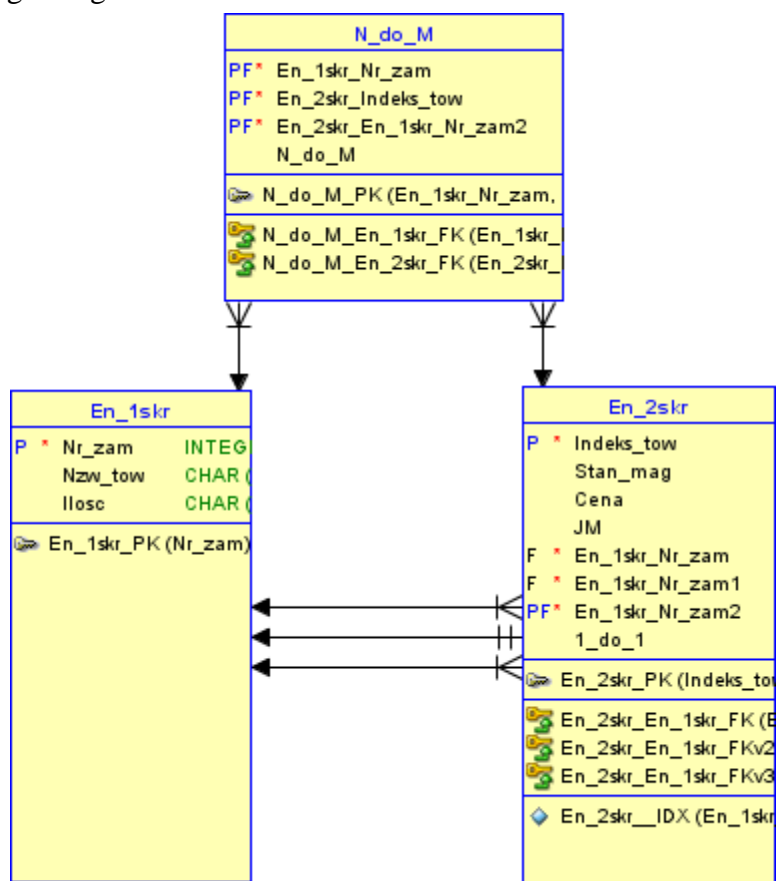 N_do_M
PF* En_1skr_Nr_zam
PF* En_2skr_Indeks_tow
PF* En_2skr_En_1skr_Nr_zam2
N_do_M
N_do_M_PK (En_1skr_Nr_zam,
N_do_M_En_1skr_FK (En_1skr_
N_do_M_En_2skr_FK (En_2skr_
En_1skr
P * Nr_zam INTEG
Nzw_tow CHAR (
Ilosc CHAR (
En_1skr_PK (Nr_zam)
En_2skr
P * Indeks_tow
Stan_mag
Cena
JM
F * En_1skr_Nr_zam
F * En_1skr_Nr_zam1
PF* En_1skr_Nr_zam2
1_do_1
En_2skr_PK (Indeks_to
En_2skr_En_1skr_FK (E
En_2skr_En_1skr_FKv2
En_2skr_En_1skr_FKv3
En_2skr__IDX (En_1skr